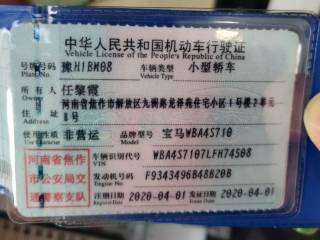 中华人民共和国机动车行驶证
Vehicle License of the People's Republic of China
号牌号码 豫H1BM08 车辆类型 小型轿车
Plate No. Vehicle Type
所有人 任黎霞
Owner
住址 河南省焦作市解放区九洲路龙泽苑住宅小区1号楼2单元
8号
使用性质 非营运 品牌型号 宝马WBA4S710
Use Character Model
河南省焦作
市公安局交
通警察支队
车辆识别代号 WBA4S7107LFH74508
VIN
发动机号码 F9343496B48B20B
Engine No.
注册日期 2020-04-01 发证日期 2020-04-01
Register Date Issue Date